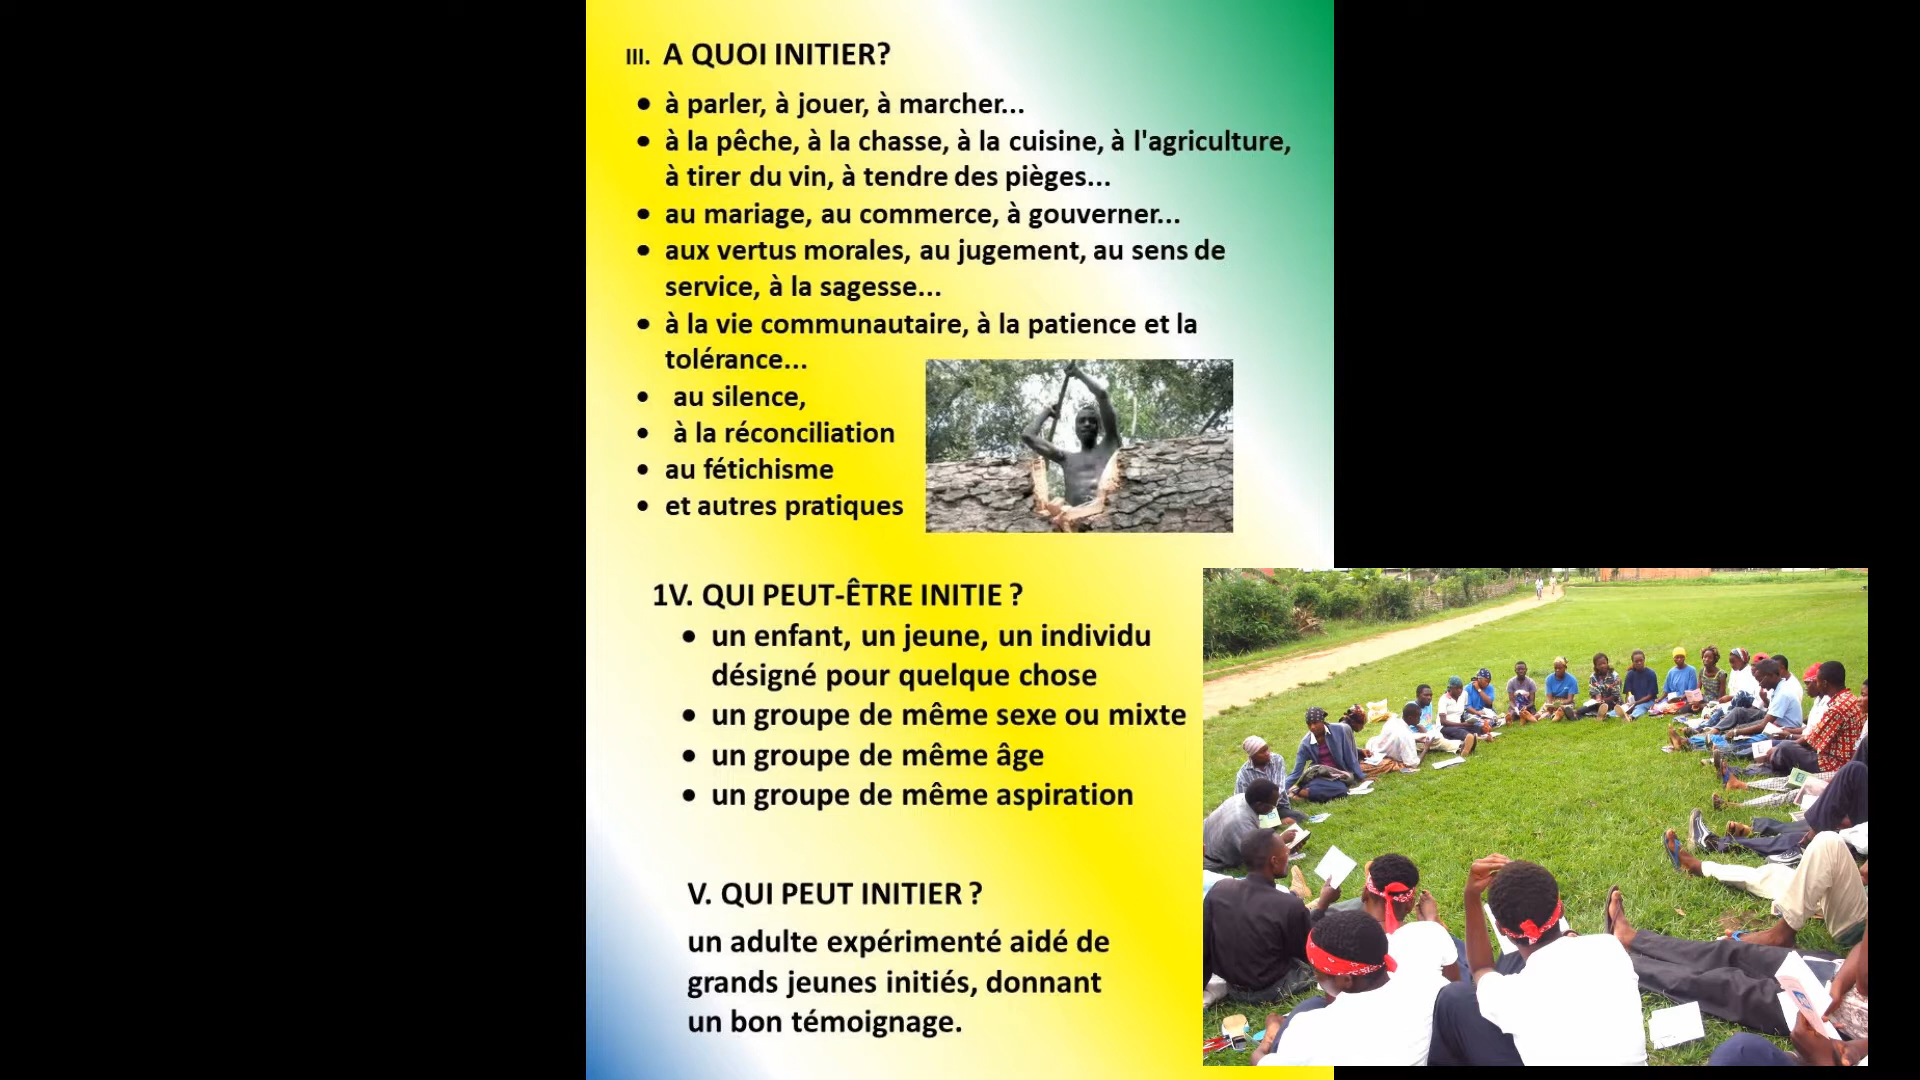 III. A QUOI INITIER?
• à parler, à jouer, à marcher...
• à la pêche, à la chasse, à la cuisine, à l'agriculture,
à tirer du vin, à tendre des pièges...
• au mariage, au commerce, à gouverner...
• aux vertus morales, au jugement, au sens de
service, à la sagesse...
• à la vie communautaire, à la patience et la
tolérance...
• au silence,
• à la réconciliation
• au fétichisme
• et autres pratiques
1V. QUI PEUT-ÊTRE INITIE ?
• un enfant, un jeune, un individu
désigné pour quelque chose
• un groupe de même sexe ou mixte
• un groupe de même âge
• un groupe de même aspiration
V. QUI PEUT INITIER ?
un adulte expérimenté aidé de
grands jeunes initiés, donnant
un bon témoignage.